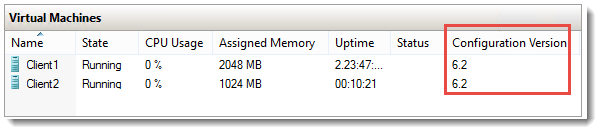 Virtual Machines
Name State CPU Usage Assigned Memory Uptime Status Configuration Version
Client1 Running 0 % 2048 MB 2.23:47:... 6.2
Client2 Running 0 % 1024 MB 00:10:21 6.2